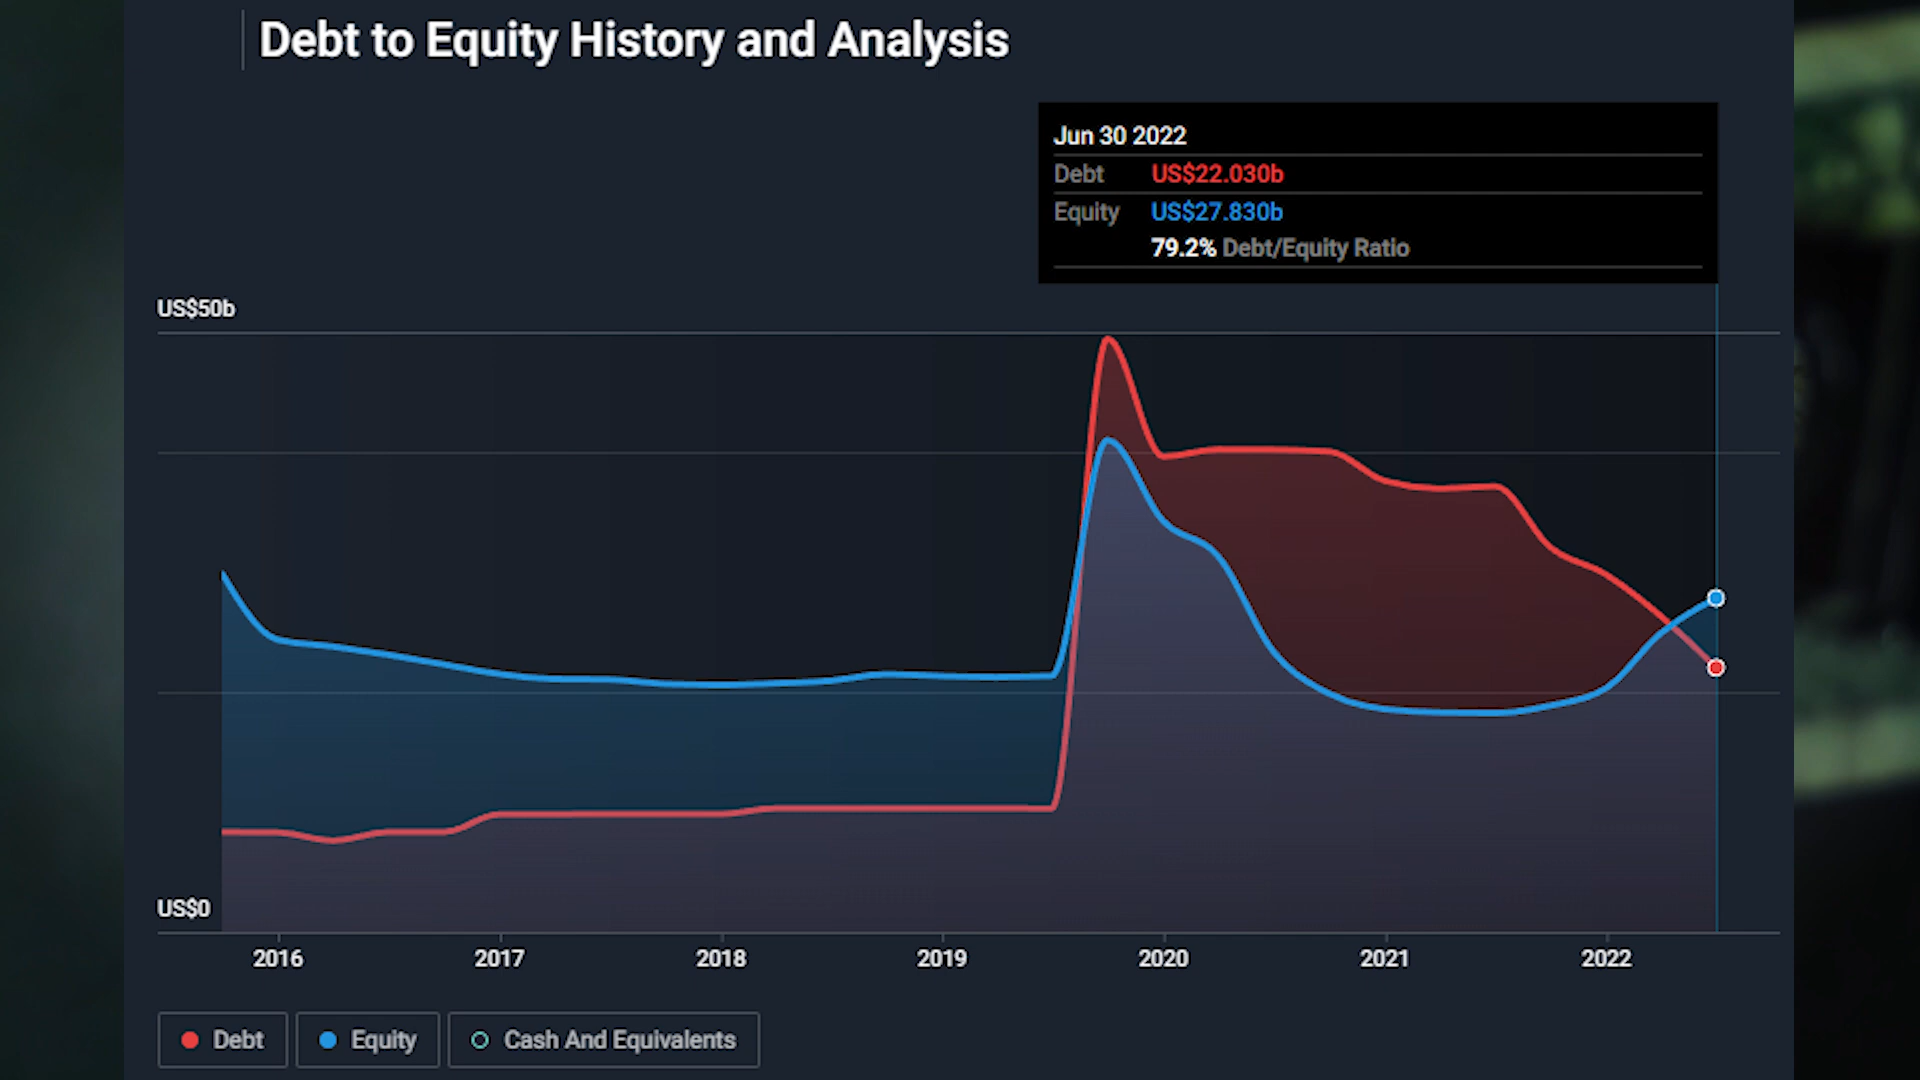 Debt to Equity History and Analysis
Jun 30 2022
Debt US$22.030b
Equity US$27.830b
79.2% Debt/Equity Ratio
US$50b
US$0
2016 2017 2018 2019 2020 2021 2022
Debt Equity Cash And Equivalents